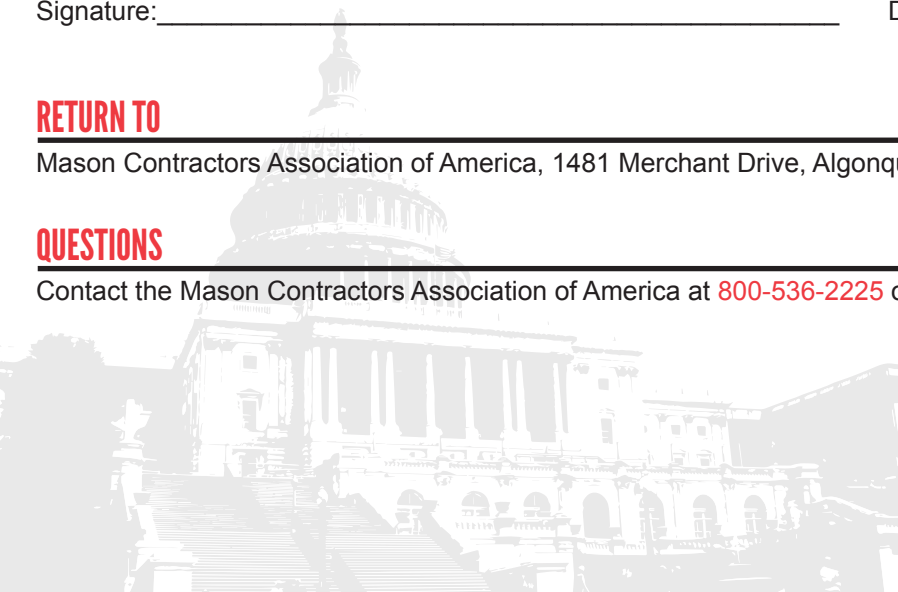 Signature:
RETURN TO
Mason Contractors Association of America, 1481 Merchant Drive,
QUESTIONS
Contact the Mason Contractors Association of America at 800-536-2225